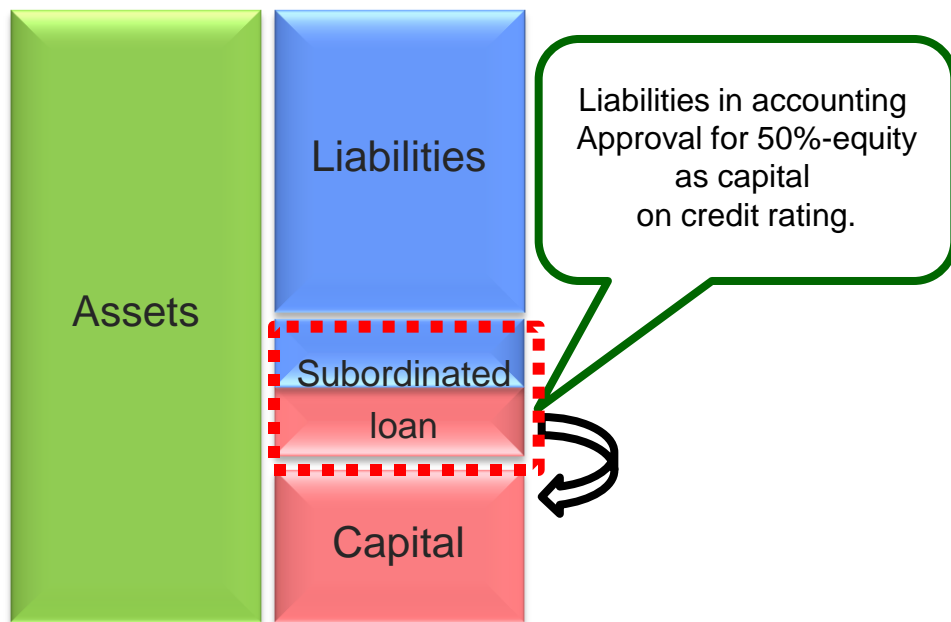 Assets
Liabilities
Subordinated
loan
Capital
Liabilities in accounting
Approval for 50%-equity
as capital
on credit rating.